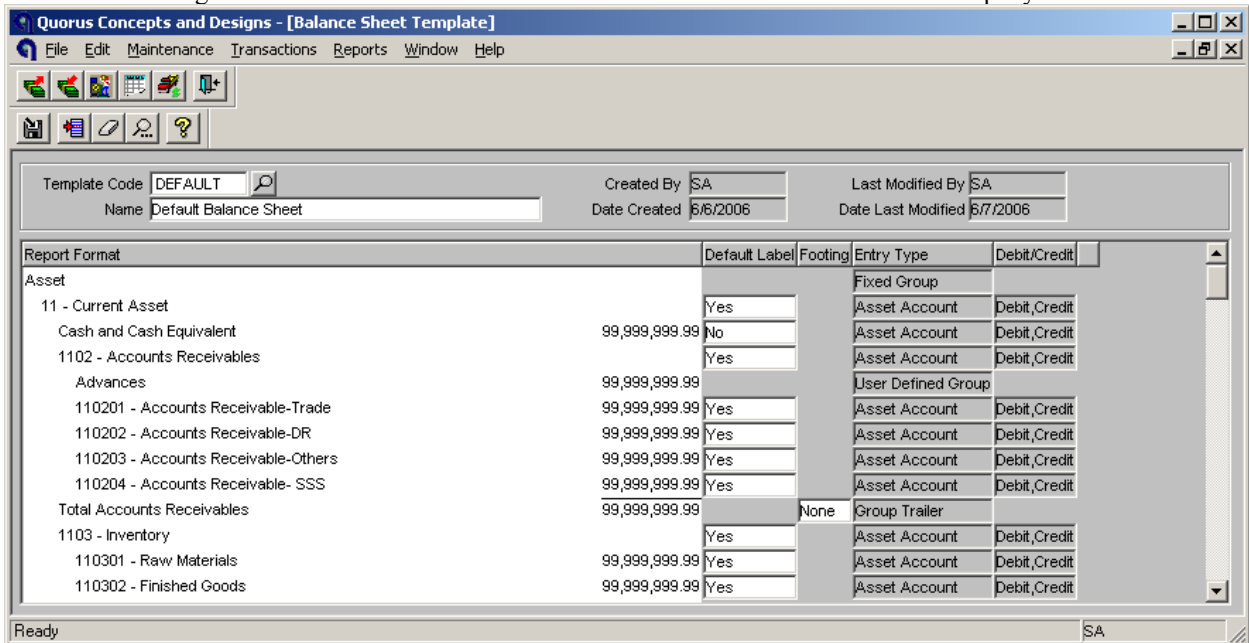 Quorus Concepts and Designs - [Balance Sheet Template]
File Edit Maintenance Transactions Reports Window Help
Template Code DEFAULT Created By SA Last Modified By SA
Name Default Balance Sheet Date Created 6/6/2006 Date Last Modified 6/7/2006
Report Format Default Label Footing Entry Type Debit/Credit
Asset Fixed Group
11 - Current Asset Yes Asset Account Debit,Credit
Cash and Cash Equivalent 99,999,999.99 No Asset Account Debit,Credit
1102 - Accounts Receivables Yes Asset Account Debit,Credit
Advances 99,999,999.99 User Defined Group
110201 - Accounts Receivable-Trade 99,999,999.99 Yes Asset Account Debit,Credit
110202 - Accounts Receivable-DR 99,999,999.99 Yes Asset Account Debit,Credit
110203 - Accounts Receivable-Others 99,999,999.99 Yes Asset Account Debit,Credit
110204 - Accounts Receivable- SSS 99,999,999.99 Yes Asset Account Debit,Credit
Total Accounts Receivables 99,999,999.99 None Group Trailer
1103 - Inventory Yes Asset Account Debit,Credit
110301 - Raw Materials 99,999,999.99 Yes Asset Account Debit,Credit
110302 - Finished Goods 99,999,999.99 Yes Asset Account Debit,Credit
Ready SA